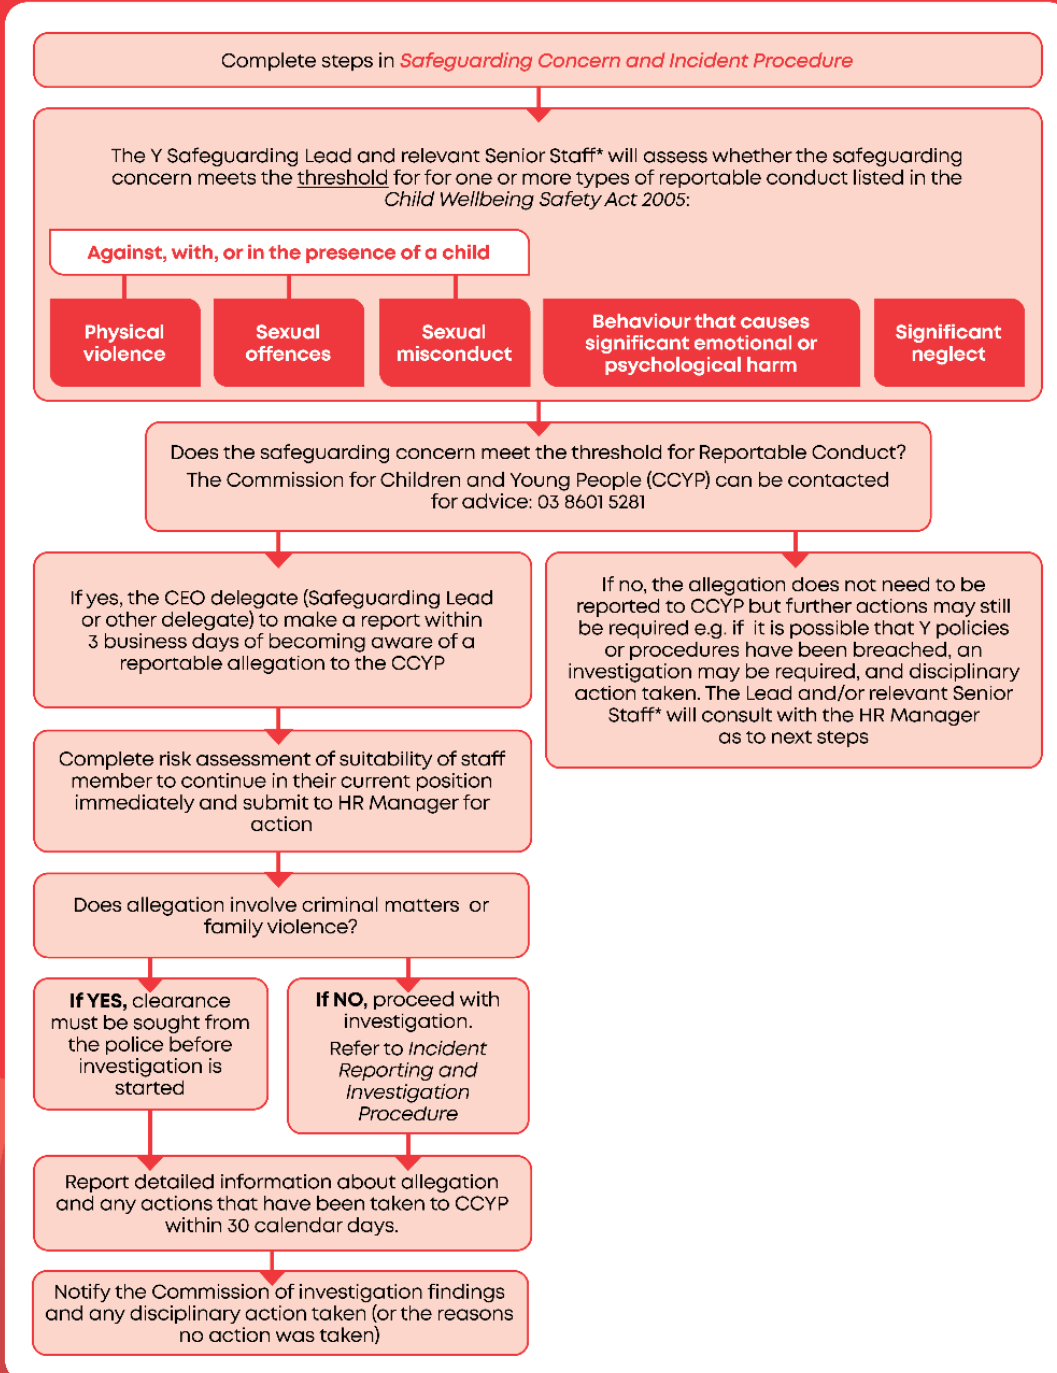 Complete steps in Safeguarding Concern and Incident Procedure
The Y Safeguarding Lead and relevant Senior Staff* will assess whether the safeguarding
concern meets the threshold for for one or more types of reportable conduct listed in the
Child Wellbeing Safety Act 2005:
Against, with, or in the presence of a child
Physical
violence
Sexual
offences
Sexual
misconduct
Behaviour that causes
significant emotional or
psychological harm
Significant
neglect
Does the safeguarding concern meet the threshold for Reportable Conduct?
The Commission for Children and Young People (CCYP) can be contacted
for advice: 03 8601 5281
If yes, the CEO delegate (Safeguarding Lead
or other delegate) to make a report within
3 business days of becoming aware of a
reportable allegation to the CCYP
If no, the allegation does not need to be
reported to CCYP but further actions may still
be required e.g. if it is possible that Y policies
or procedures have been breached, an
investigation may be required, and disciplinary
action taken. The Lead and/or relevant Senior
Staff* will consult with the HR Manager
as to next steps
Complete risk assessment of suitability of staff
member to continue in their current position
immediately and submit to HR Manager for
action
Does allegation involve criminal matters or
family violence?
If YES, clearance
must be sought from
the police before
investigation is
started
If NO, proceed with
investigation.
Refer to Incident
Reporting and
Investigation
Procedure
Report detailed information about allegation
and any actions that have been taken to CCYP
within 30 calendar days.
Notify the Commission of investigation findings
and any disciplinary action taken (or the reasons
no action was taken)